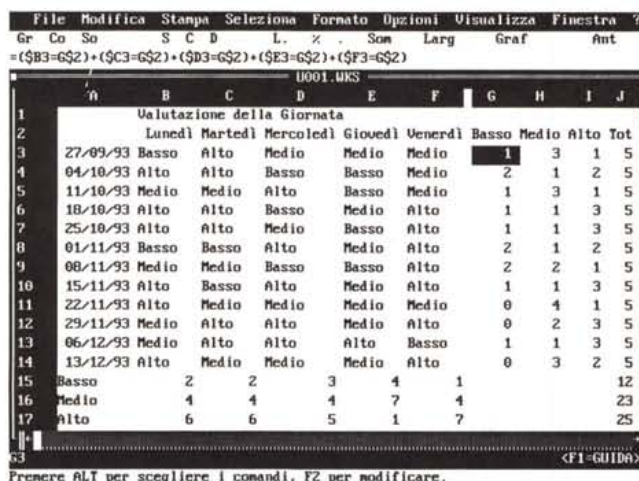 File Modifica Stampa Seleziona Formato Opzioni Visualizza Finestra ?
Gr Co So S C D L. % . Som Larg Graf Ant
=($B3=G$2)+($C3=G$2)+($D3=G$2)+($E3=G$2)+($F3=G$2)
U001.WKS
A B C D E F G H I J
1 Valutazione della Giornata
2 Lunedì Martedì Mercoledì Giovedì Venerdì Basso Medio Alto Tot
3 27/09/93 Basso Alto Medio Medio Medio 1 3 1 5
4 04/10/93 Alto Alto Basso Basso Medio 2 1 2 5
5 11/10/93 Medio Medio Alto Basso Medio 1 3 1 5
6 18/10/93 Alto Alto Basso Medio Alto 1 1 3 5
7 25/10/93 Alto Alto Medio Basso Alto 1 1 3 5
8 01/11/93 Basso Basso Alto Medio Alto 2 1 2 5
9 08/11/93 Medio Medio Basso Basso Alto 2 2 1 5
10 15/11/93 Alto Basso Alto Medio Alto 1 1 3 5
11 22/11/93 Medio Alto Medio Medio Medio 0 4 1 5
12 29/11/93 Medio Alto Alto Medio Alto 0 2 3 5
13 06/12/93 Medio Alto Alto Alto Basso 1 1 3 5
14 13/12/93 Alto Medio Medio Medio Alto 0 3 2 5
15 Basso 2 2 3 4 1 12
16 Medio 4 4 4 7 4 23
17 Alto 6 6 5 1 7 25
G3 <F1=GUIDA>
Premere ALT per scegliere i comandi, F2 per modificare.